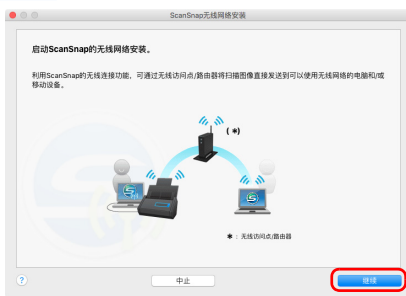 ScanSnap无线网络安装
启动ScanSnap的无线网络安装。
利用ScanSnap的无线连接功能，可通过无线访问点/路由器将扫描图像直接发送到可以使用无线网络的电脑和/或
移动设备。
(*)
* ：无线访问点/路由器
?
中止
继续